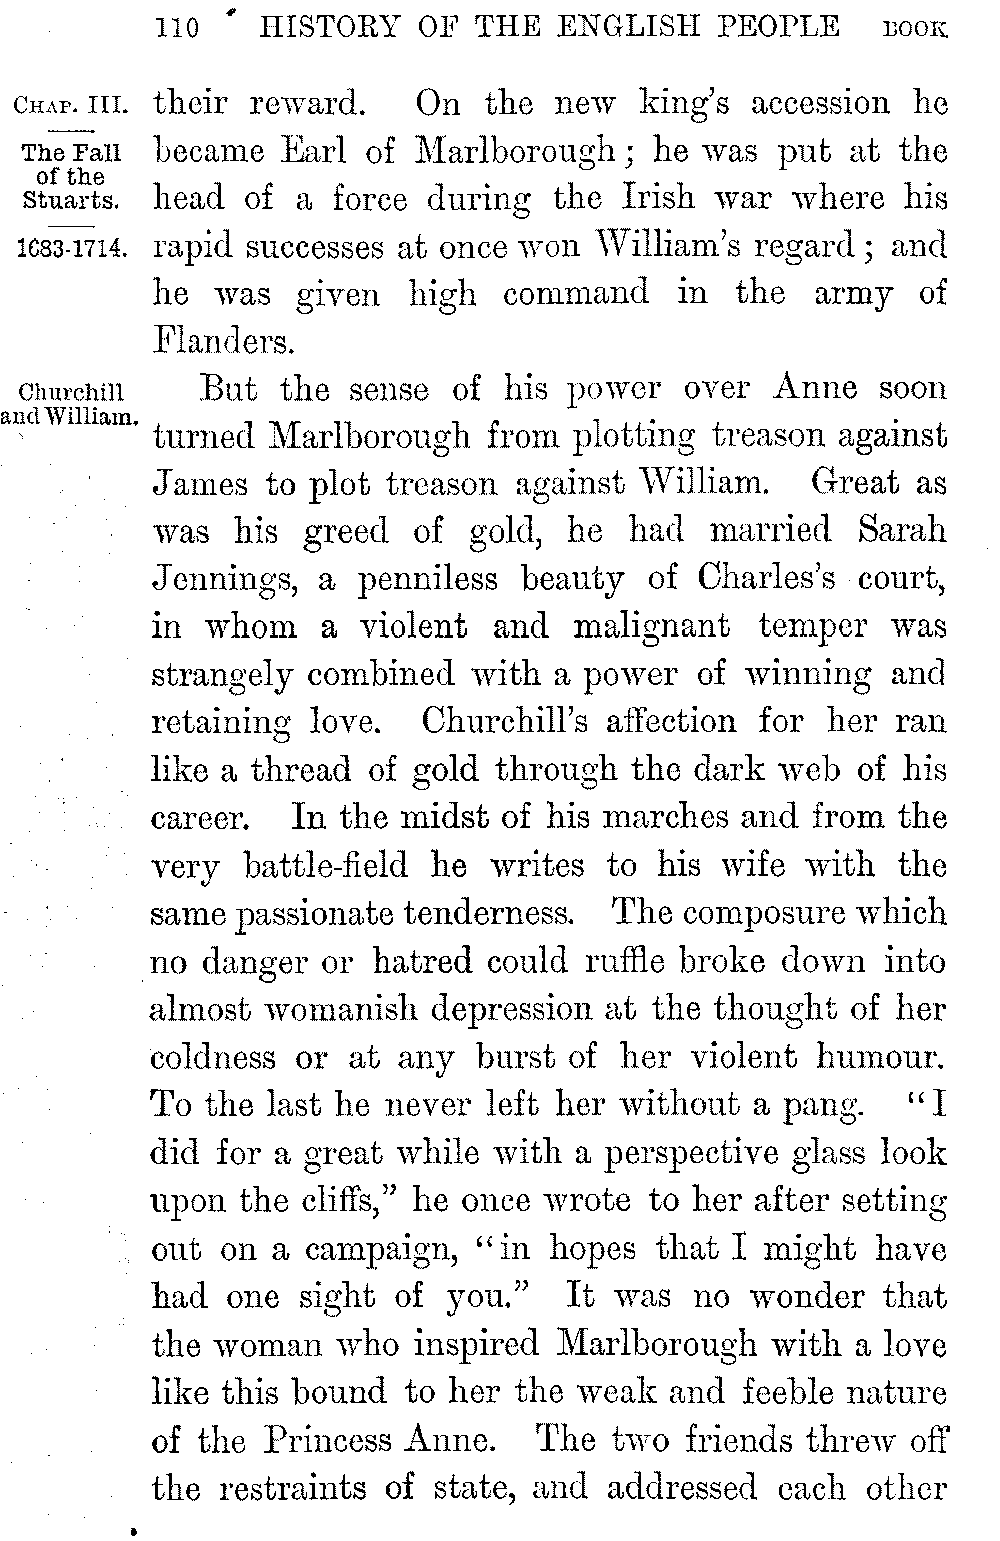 110 HISTORY OF THE ENGLISH PEOPLE BOOK
CHAP. III.
The Fall
of the
Stuarts.
1683-1714.
their reward. On the new king's accession he
became Earl of Marlborough; he was put at the
head of a force during the Irish war where his
rapid successes at once won William's regard; and
he was given high command in the army of
Flanders.
Churchill
and William.
But the sense of his power over Anne soon
turned Marlborough from plotting treason against
James to plot treason against William. Great as
was his greed of gold, he had married Sarah
Jennings, a penniless beauty of Charles's court,
in whom a violent and malignant temper was
strangely combined with a power of winning and
retaining love. Churchill's affection for her ran
like a thread of gold through the dark web of his
career. In the midst of his marches and from the
very battle-field he writes to his wife with the
same passionate tenderness. The composure which
no danger or hatred could ruffle broke down into
almost womanish depression at the thought of her
coldness or at any burst of her violent humour.
To the last he never left her without a pang. "I
did for a great while with a perspective glass look
upon the cliffs," he once wrote to her after setting
out on a campaign, "in hopes that I might have
had one sight of you." It was no wonder that
the woman who inspired Marlborough with a love
like this bound to her the weak and feeble nature
of the Princess Anne. The two friends threw off
the restraints of state, and addressed each other